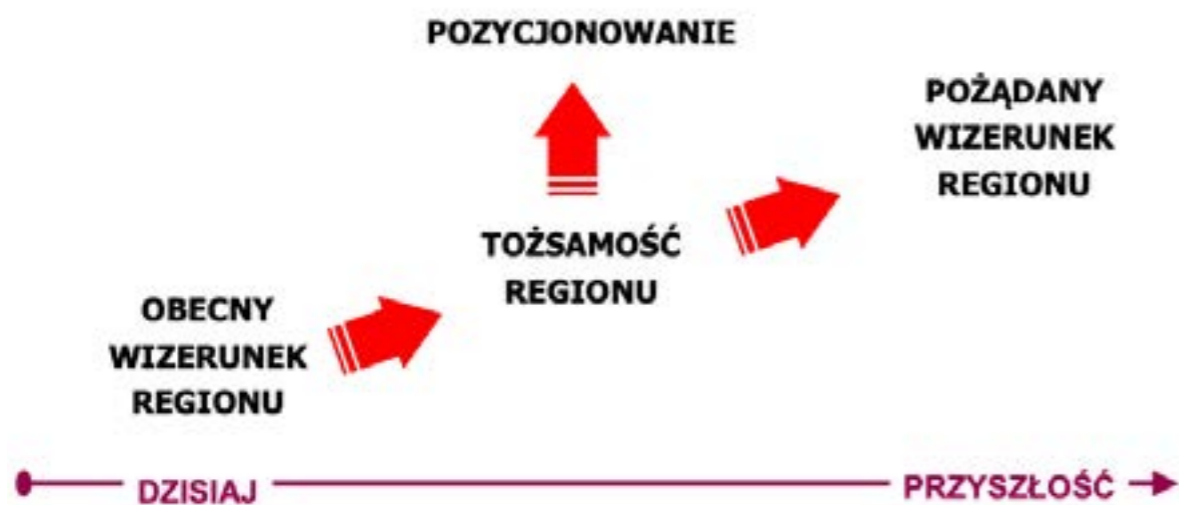 POZYCJONOWANIE
POŻĄDANY
WIZERUNEK
REGIONU
TOŻSAMOŚĆ
REGIONU
OBECNY
WIZERUNEK
REGIONU
DZISIAJ
PRZYSZŁOŚĆ